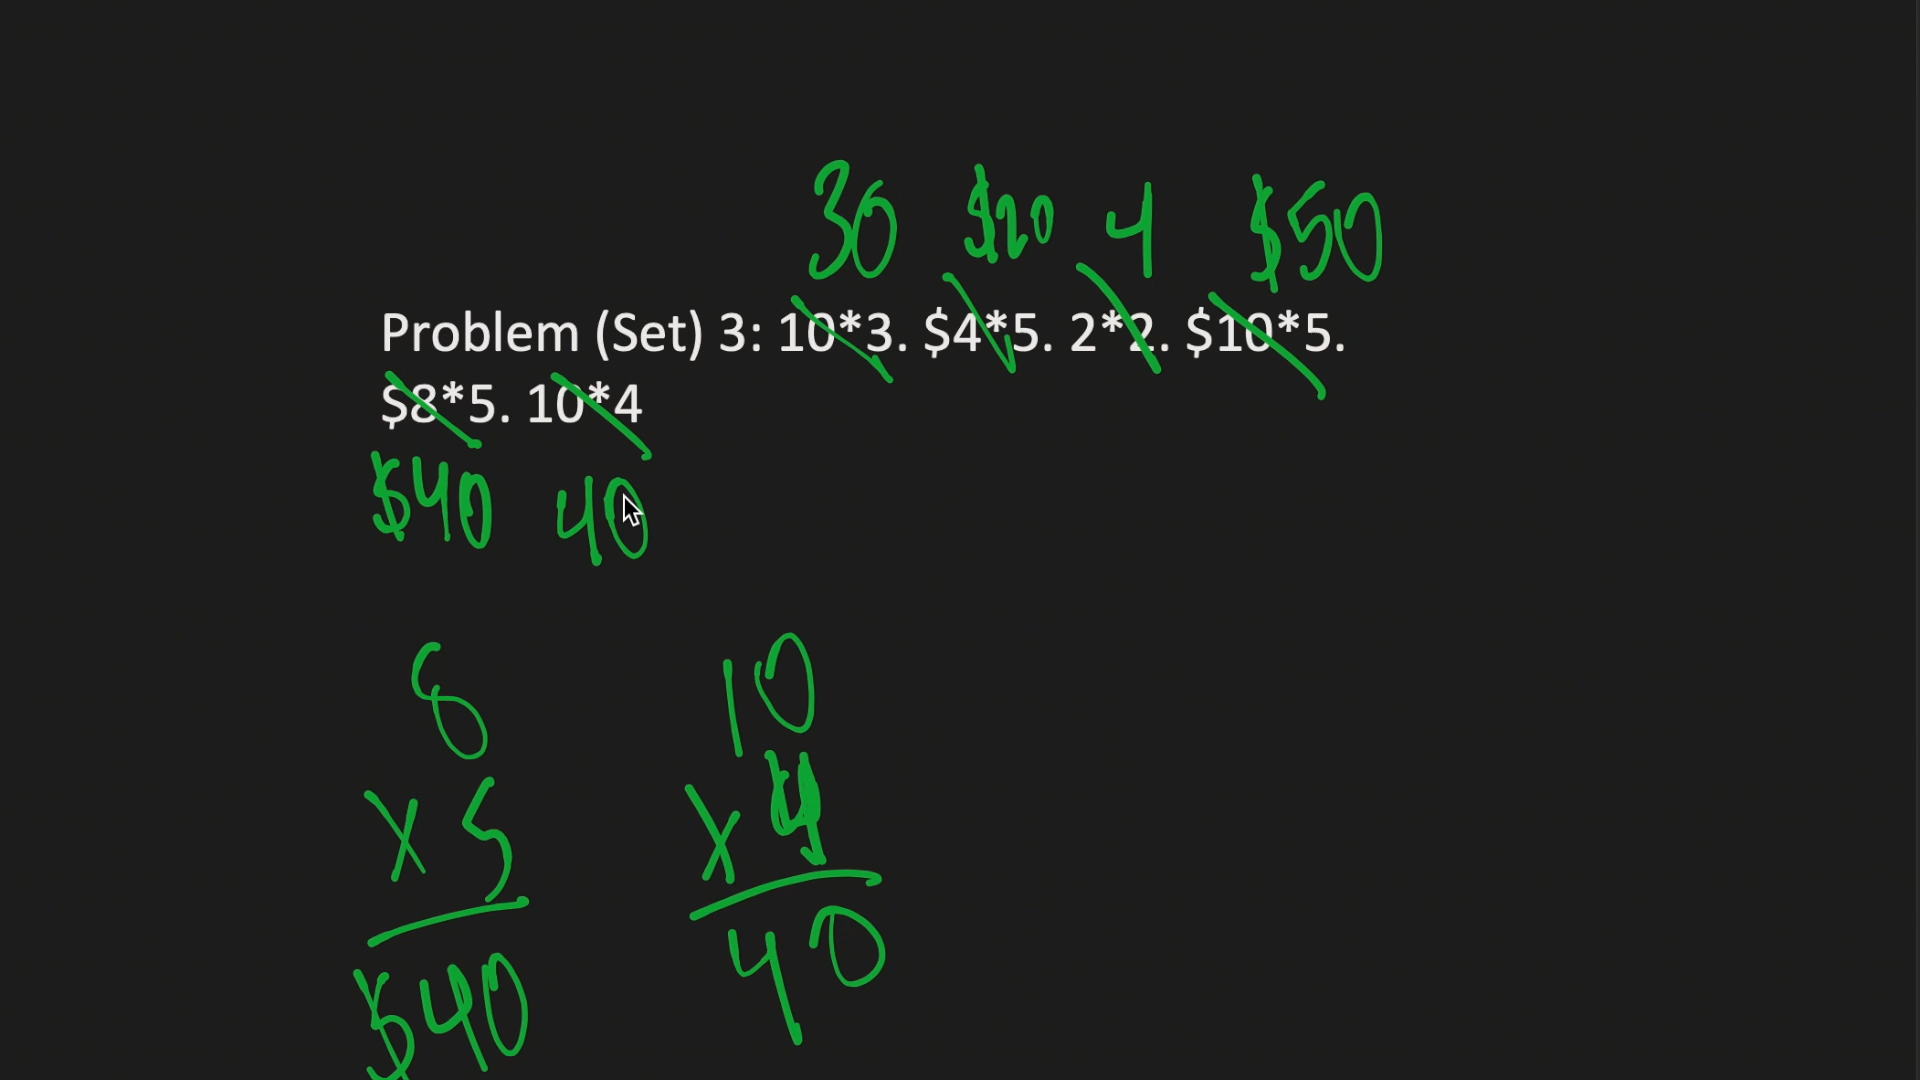 30 $20 4 $50
Problem (Set) 3: 10*3. $4*5. 2*2. $10*5.
$8*5. 10*4
$40 40
8 10
x 5 x 4
$40 40